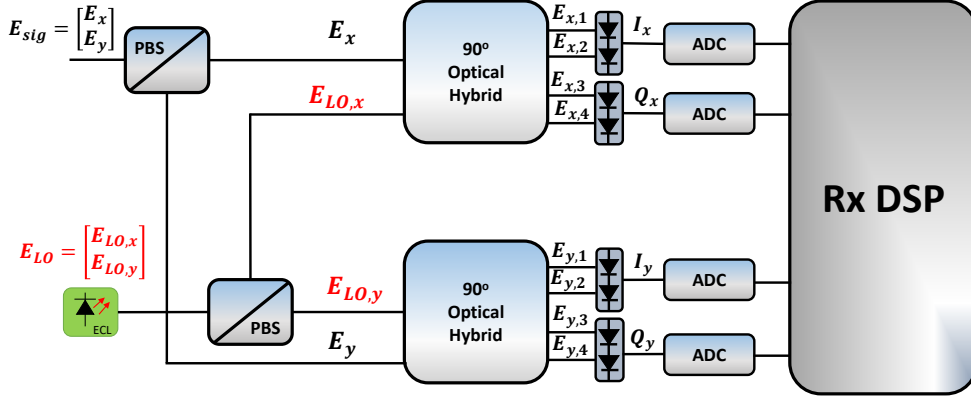 E_sig = [E_x
E_y]
PBS
E_x
E_LO,x
90º
Optical
Hybrid
E_x,1
E_x,2
E_x,3
E_x,4
I_x
Q_x
ADC
ADC
Rx DSP
E_LO = [E_LO,x
E_LO,y]
ECL
PBS
E_LO,y
E_y
90º
Optical
Hybrid
E_y,1
E_y,2
E_y,3
E_y,4
I_y
Q_y
ADC
ADC